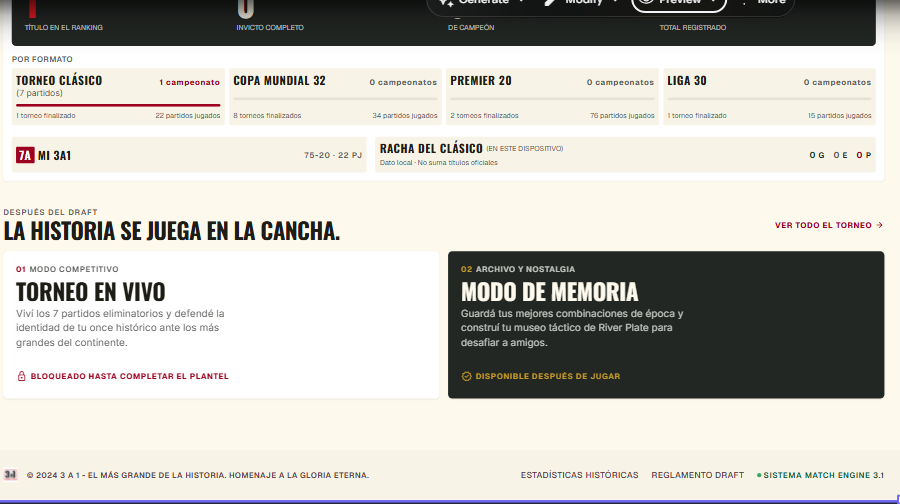 Generate
Modify
Preview
More
TÍTULO EN EL RANKING
INVICTO COMPLETO
DE CAMPEÓN
TOTAL REGISTRADO
POR FORMATO
TORNEO CLÁSICO 1 campeonato
(7 partidos)
1 torneo finalizado 22 partidos jugados
COPA MUNDIAL 32 0 campeonatos
8 torneos finalizados 34 partidos jugados
PREMIER 20 0 campeonatos
2 torneos finalizados 76 partidos jugados
LIGA 30 0 campeonatos
1 torneo finalizado 15 partidos jugados
7A MI 3A1 75-20 · 22 PJ
RACHA DEL CLÁSICO (EN ESTE DISPOSITIVO)
Dato local · No suma títulos oficiales
0 G 0 E 0 P
DESPUÉS DEL DRAFT
LA HISTORIA SE JUEGA EN LA CANCHA.
VER TODO EL TORNEO →
01 MODO COMPETITIVO
TORNEO EN VIVO
Viví los 7 partidos eliminatorios y defendé la
identidad de tu once histórico ante los más
grandes del continente.
BLOQUEADO HASTA COMPLETAR EL PLANTEL
02 ARCHIVO Y NOSTALGIA
MODO DE MEMORIA
Guardá tus mejores combinaciones de época y
construí tu museo táctico de River Plate para
desafiar a amigos.
DISPONIBLE DESPUÉS DE JUGAR
© 2024 3 A 1 - EL MÁS GRANDE DE LA HISTORIA. HOMENAJE A LA GLORIA ETERNA.
ESTADÍSTICAS HISTÓRICAS
REGLAMENTO DRAFT
SISTEMA MATCH ENGINE 3.1